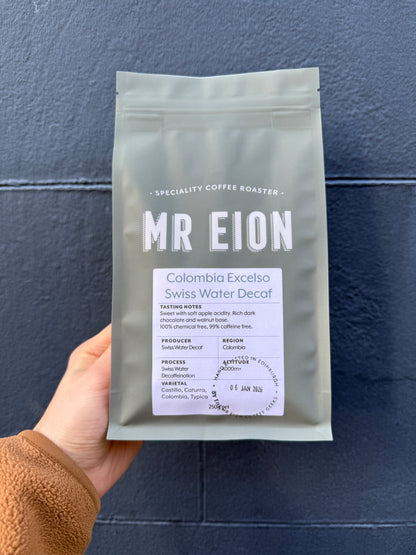 • SPECIALITY COFFEE ROASTER •
MR EION
Colombia Excelso
Swiss Water Decaf
TASTING NOTES
Sweet with soft apple acidity. Rich dark
chocolate and walnut base.
100% chemical free, 99% caffeine free.
PRODUCER
Swiss Water Decaf
REGION
Colombia
PROCESS
Swiss Water
Decaffeination
ALTITUDE
VARIETAL
Castillo, Caturra,
Colombia, Typica
IN EDINBURGH
06 JAN 2026